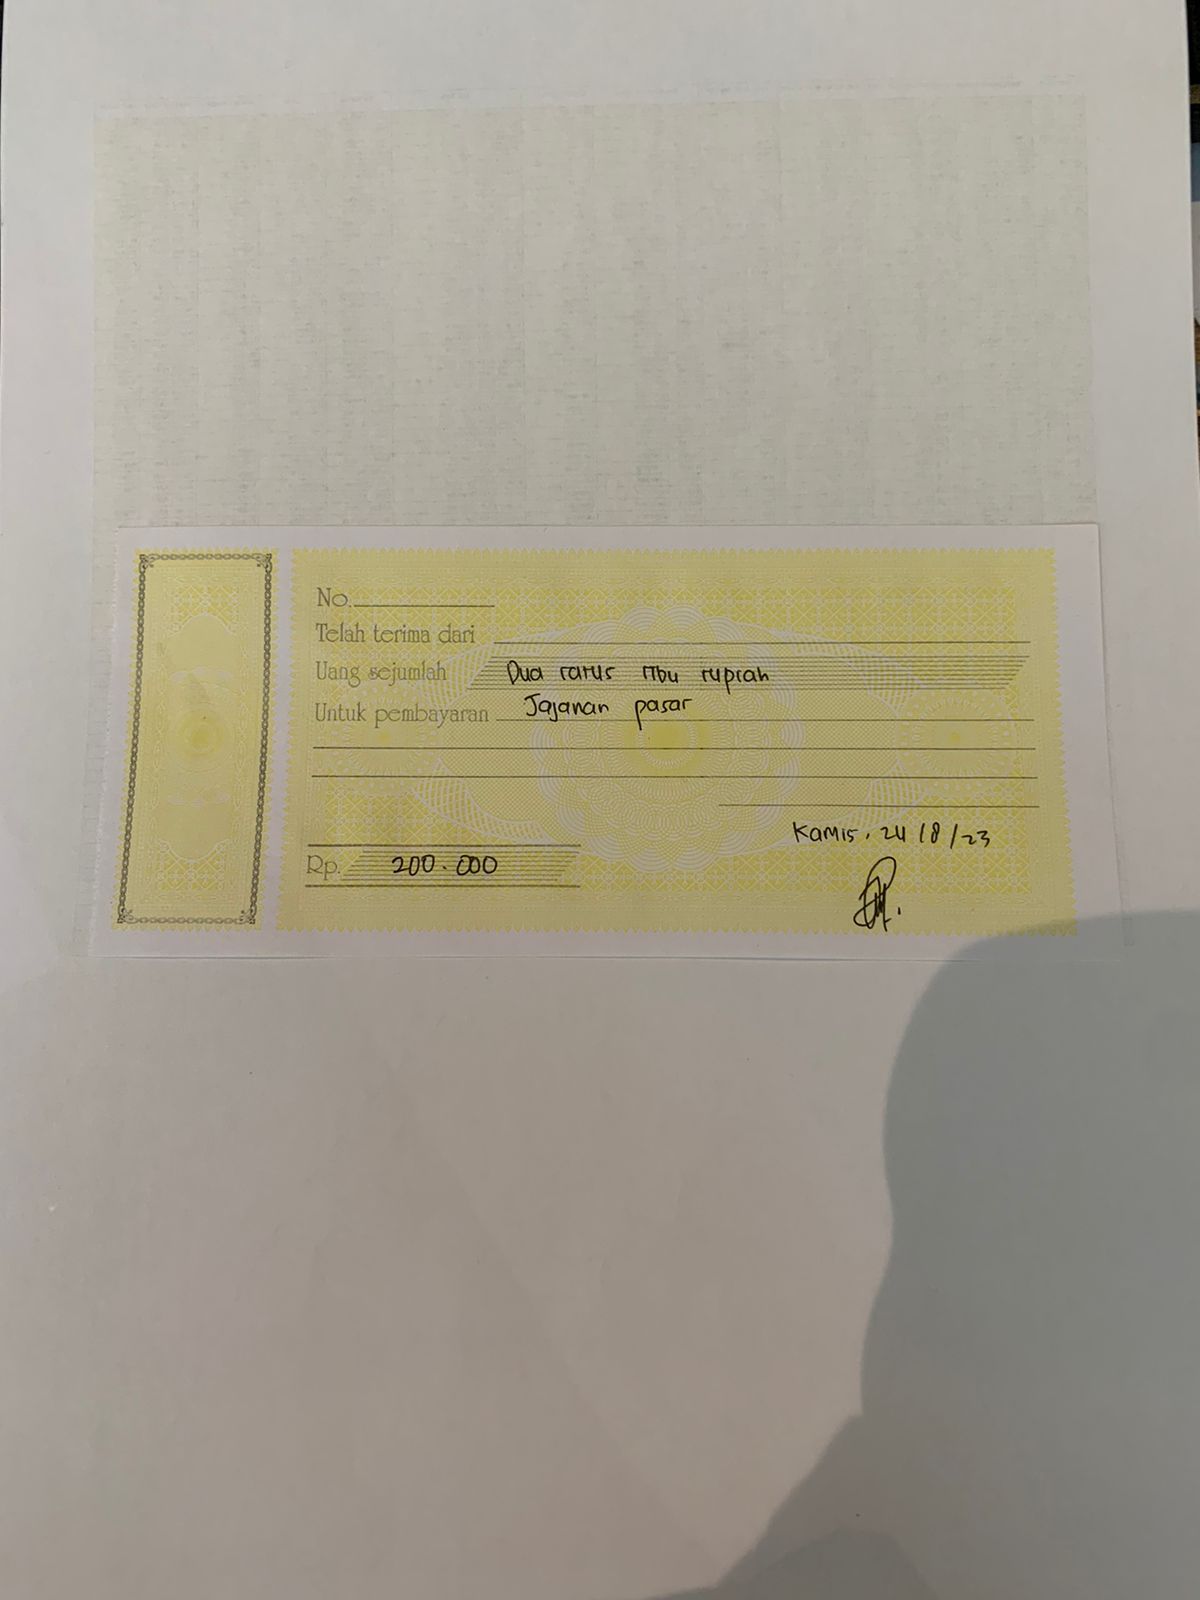 No.
Telah terima dari
Uang sejumlah Dua ratus ribu rupiah
Untuk pembayaran Jajanan pasar
Kamis, 24/8/23
Rp. 200.000